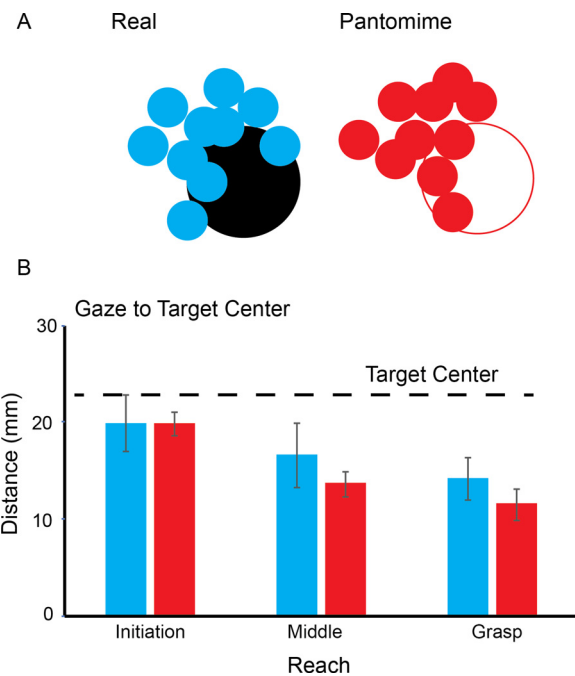 A
Real
Pantomime
B
Gaze to Target Center
30
Target Center
20
10
0
Distance (mm)
Initiation
Middle
Grasp
Reach